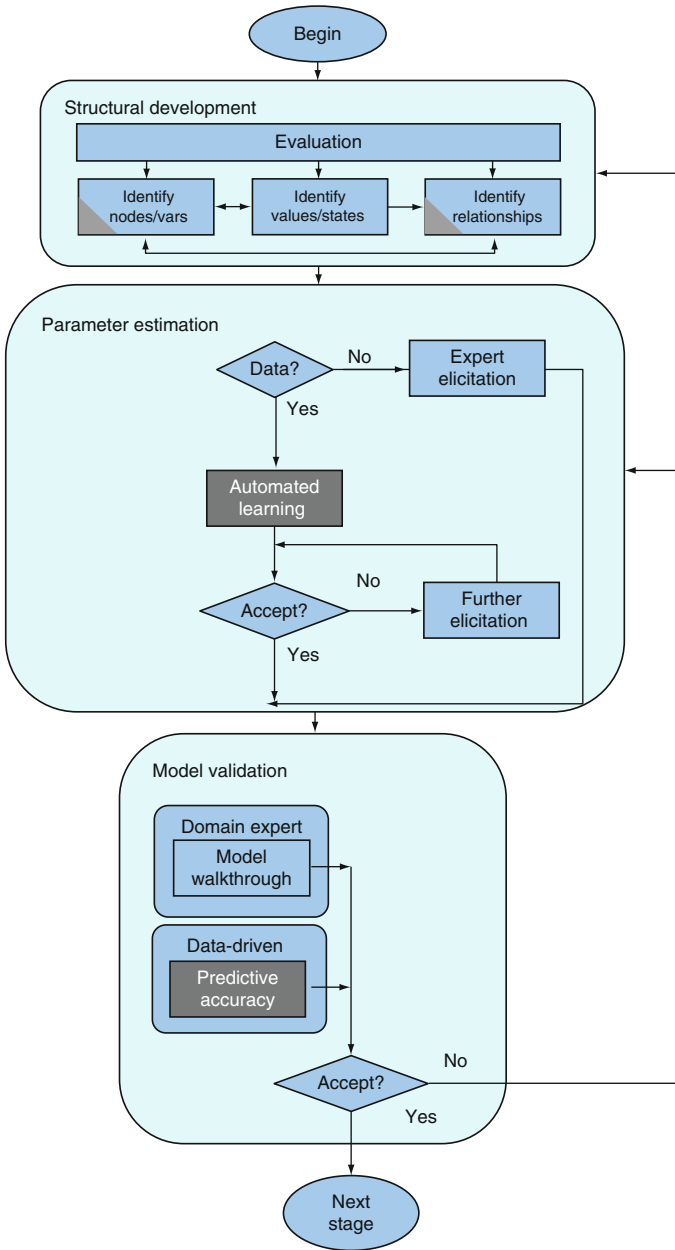 Begin
Structural development
Evaluation
Identify
nodes/vars
Identify
values/states
Identify
relationships
Parameter estimation
Data?
No
Expert
elicitation
Yes
Automated
learning
No
Accept?
Further
elicitation
Yes
Model validation
Domain expert
Model
walkthrough
Data-driven
Predictive
accuracy
Accept?
No
Yes
Next
stage